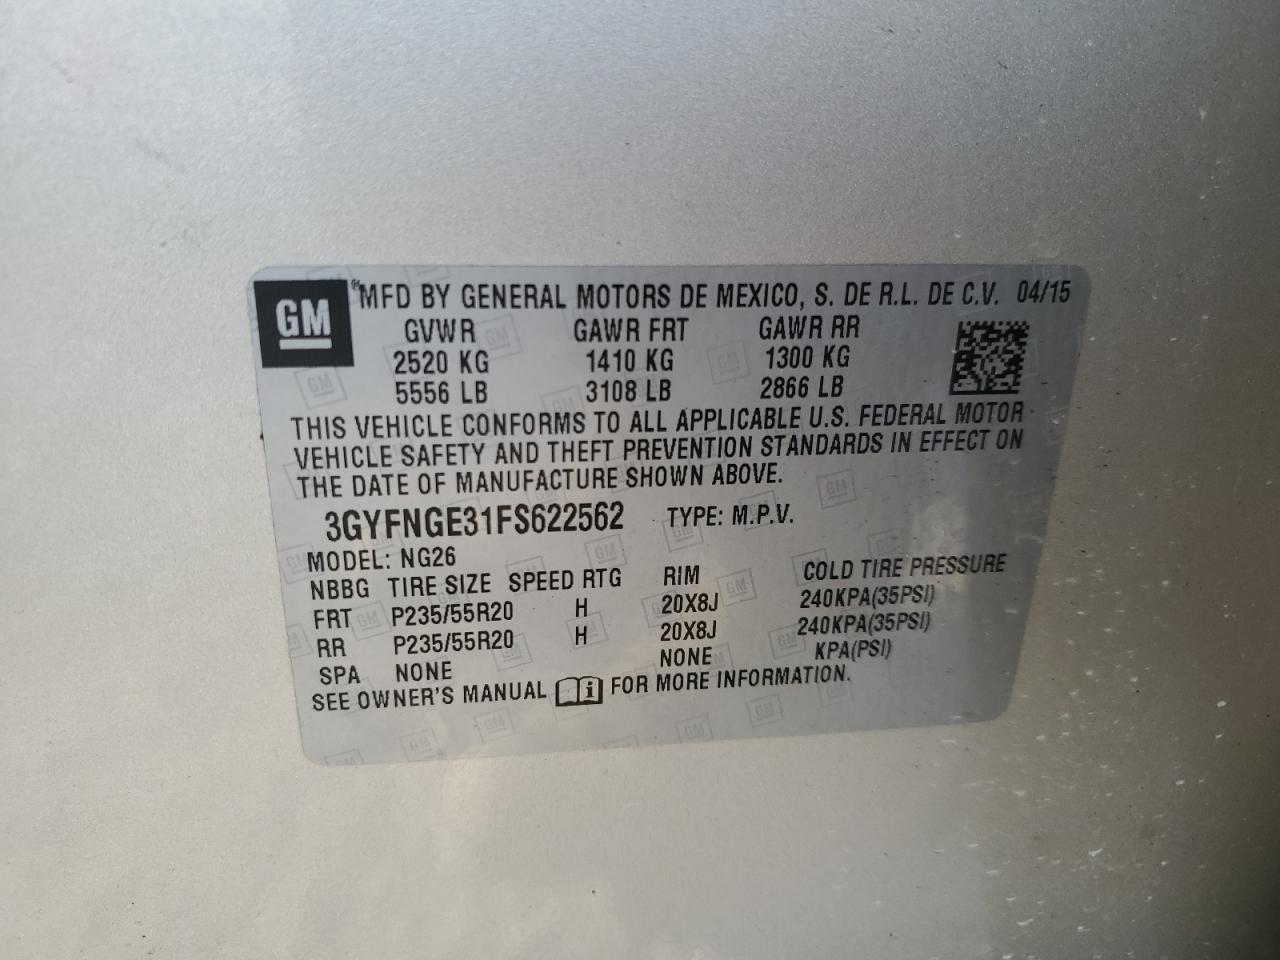 GM
®MFD BY GENERAL MOTORS DE MEXICO, S. DE R.L. DE C.V. 04/15
GVWR GAWR FRT GAWR RR
2520 KG 1410 KG 1300 KG
5556 LB 3108 LB 2866 LB
THIS VEHICLE CONFORMS TO ALL APPLICABLE U.S. FEDERAL MOTOR
VEHICLE SAFETY AND THEFT PREVENTION STANDARDS IN EFFECT ON
THE DATE OF MANUFACTURE SHOWN ABOVE.
3GYFNGE31FS622562 TYPE: M.P.V.
MODEL: NG26
NBBG TIRE SIZE SPEED RTG RIM COLD TIRE PRESSURE
FRT P235/55R20 H 20X8J 240KPA(35PSI)
RR P235/55R20 H 20X8J 240KPA(35PSI)
SPA NONE NONE KPA(PSI)
SEE OWNER'S MANUAL i FOR MORE INFORMATION.